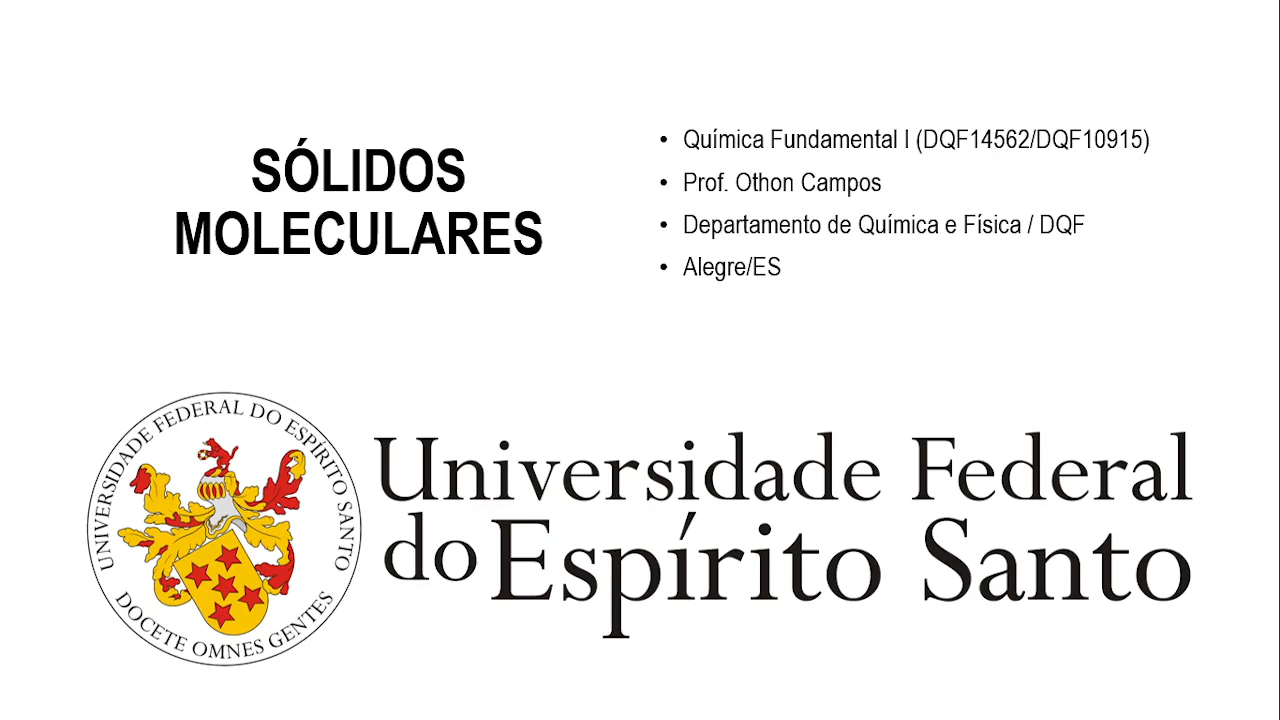 SÓLIDOS
MOLECULARES
• Química Fundamental I (DQF14562/DQF10915)
• Prof. Othon Campos
• Departamento de Química e Física / DQF
• Alegre/ES
UNIVERSIDADE FEDERAL DO ESPÍRITO SANTO
DOCETE OMNES GENTES
Universidade Federal
do Espírito Santo